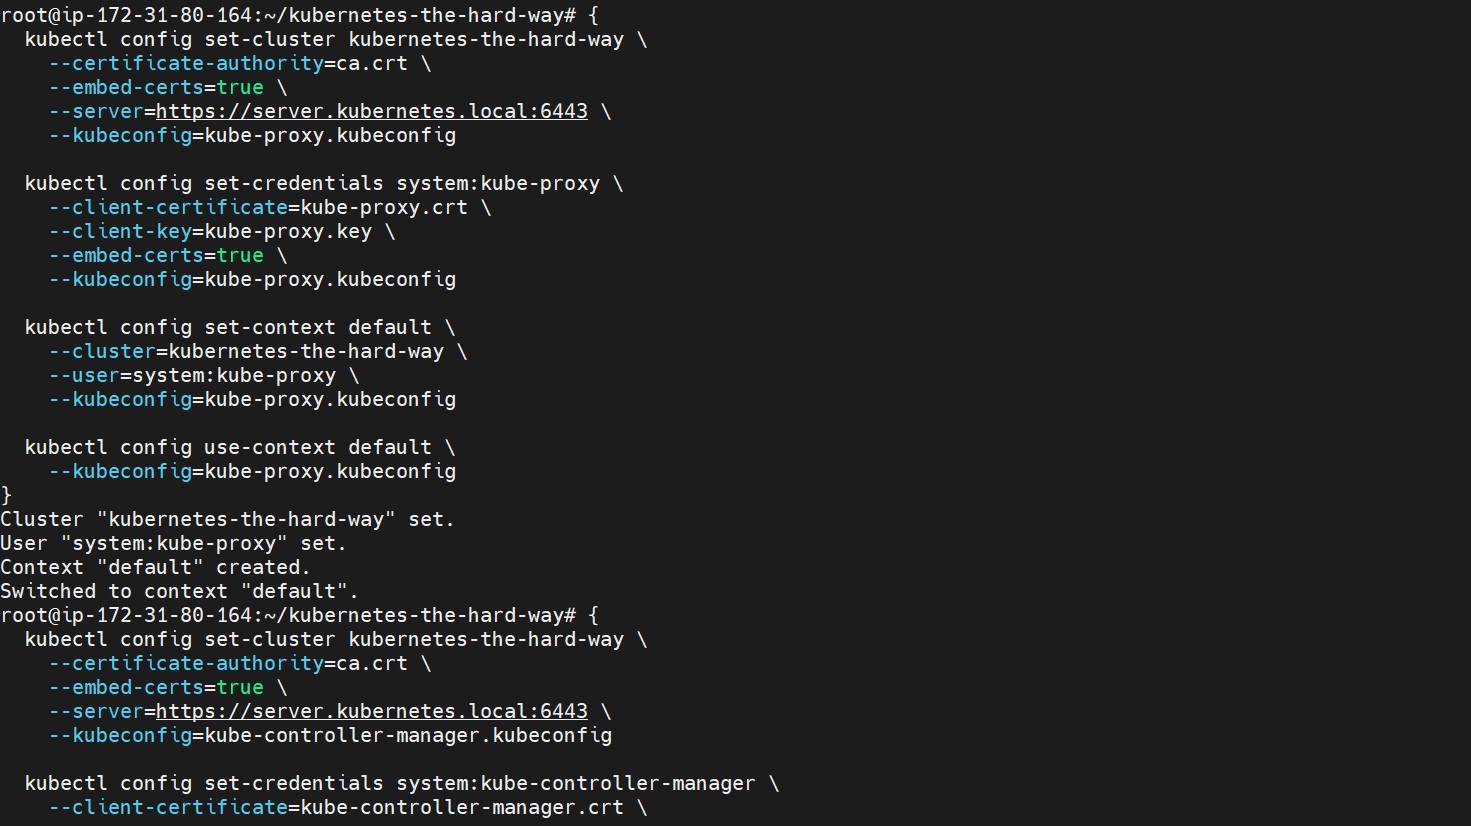 root@ip-172-31-80-164:~/kubernetes-the-hard-way# {
  kubectl config set-cluster kubernetes-the-hard-way \
    --certificate-authority=ca.crt \
    --embed-certs=true \
    --server=https://server.kubernetes.local:6443 \
    --kubeconfig=kube-proxy.kubeconfig

  kubectl config set-credentials system:kube-proxy \
    --client-certificate=kube-proxy.crt \
    --client-key=kube-proxy.key \
    --embed-certs=true \
    --kubeconfig=kube-proxy.kubeconfig

  kubectl config set-context default \
    --cluster=kubernetes-the-hard-way \
    --user=system:kube-proxy \
    --kubeconfig=kube-proxy.kubeconfig

  kubectl config use-context default \
    --kubeconfig=kube-proxy.kubeconfig
}
Cluster "kubernetes-the-hard-way" set.
User "system:kube-proxy" set.
Context "default" created.
Switched to context "default".
root@ip-172-31-80-164:~/kubernetes-the-hard-way# {
  kubectl config set-cluster kubernetes-the-hard-way \
    --certificate-authority=ca.crt \
    --embed-certs=true \
    --server=https://server.kubernetes.local:6443 \
    --kubeconfig=kube-controller-manager.kubeconfig

  kubectl config set-credentials system:kube-controller-manager \
    --client-certificate=kube-controller-manager.crt \